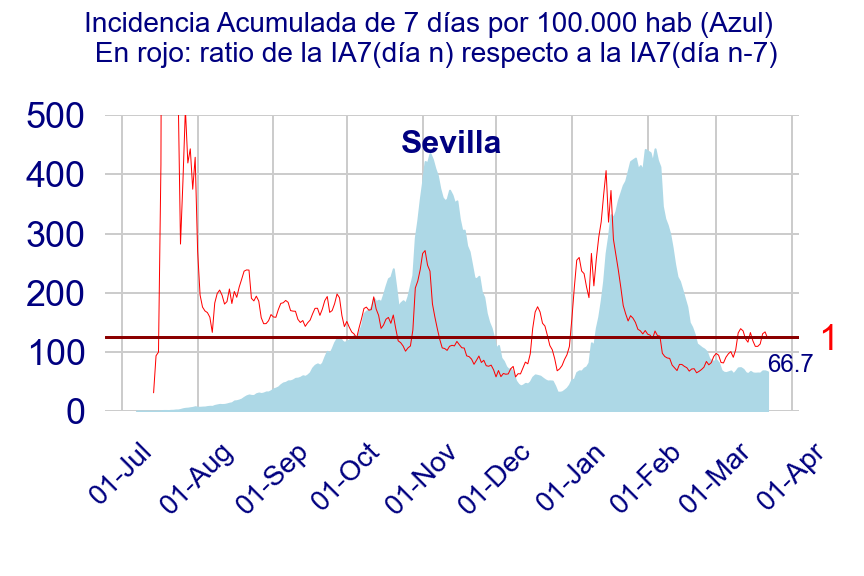 Incidencia Acumulada de 7 días por 100.000 hab (Azul)
En rojo: ratio de la IA7(día n) respecto a la IA7(día n-7)
500
Sevilla
400
300
200
1
100
66.7
0
01-Jul
01-Aug
01-Sep
01-Oct
01-Nov
01-Dec
01-Jan
01-Feb
01-Mar
01-Apr